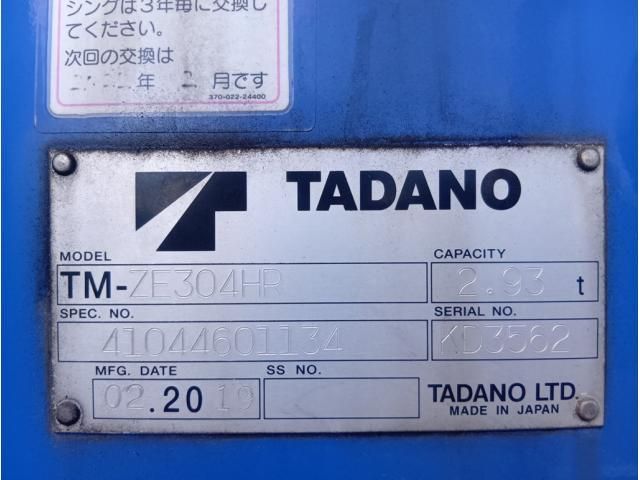 シングは3年毎に交換し
てください。
次回の交換は
年 2月です
370-022-24400
TADANO
MODEL
CAPACITY
TM-ZE304HR
2.93 t
SPEC. NO.
SERIAL NO.
41044601134
KD3562
MFG. DATE
SS NO.
02.2019
TADANO LTD.
MADE IN JAPAN